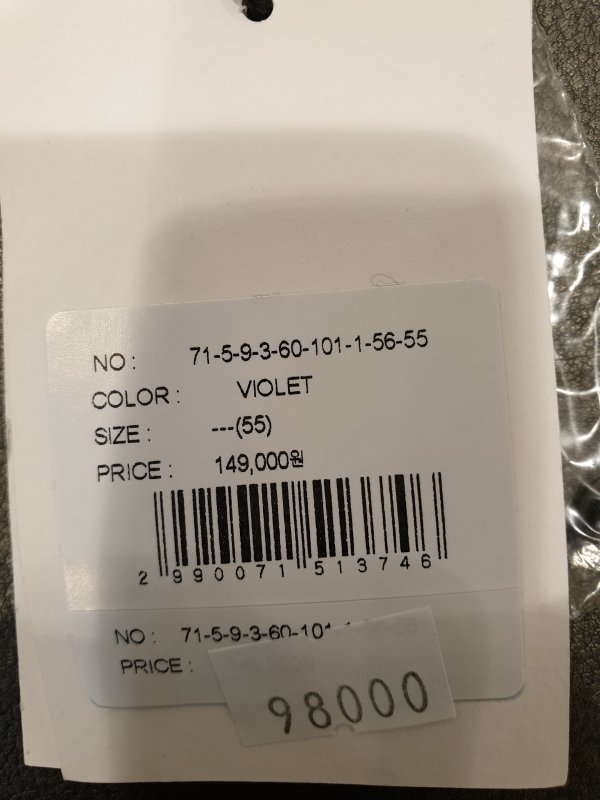 NO : 71-5-9-3-60-101-1-56-55
COLOR : VIOLET
SIZE : ---(55)
PRICE : 149,000원
2 990071 513746
NO : 71-5-9-3-60-101
PRICE :
98000